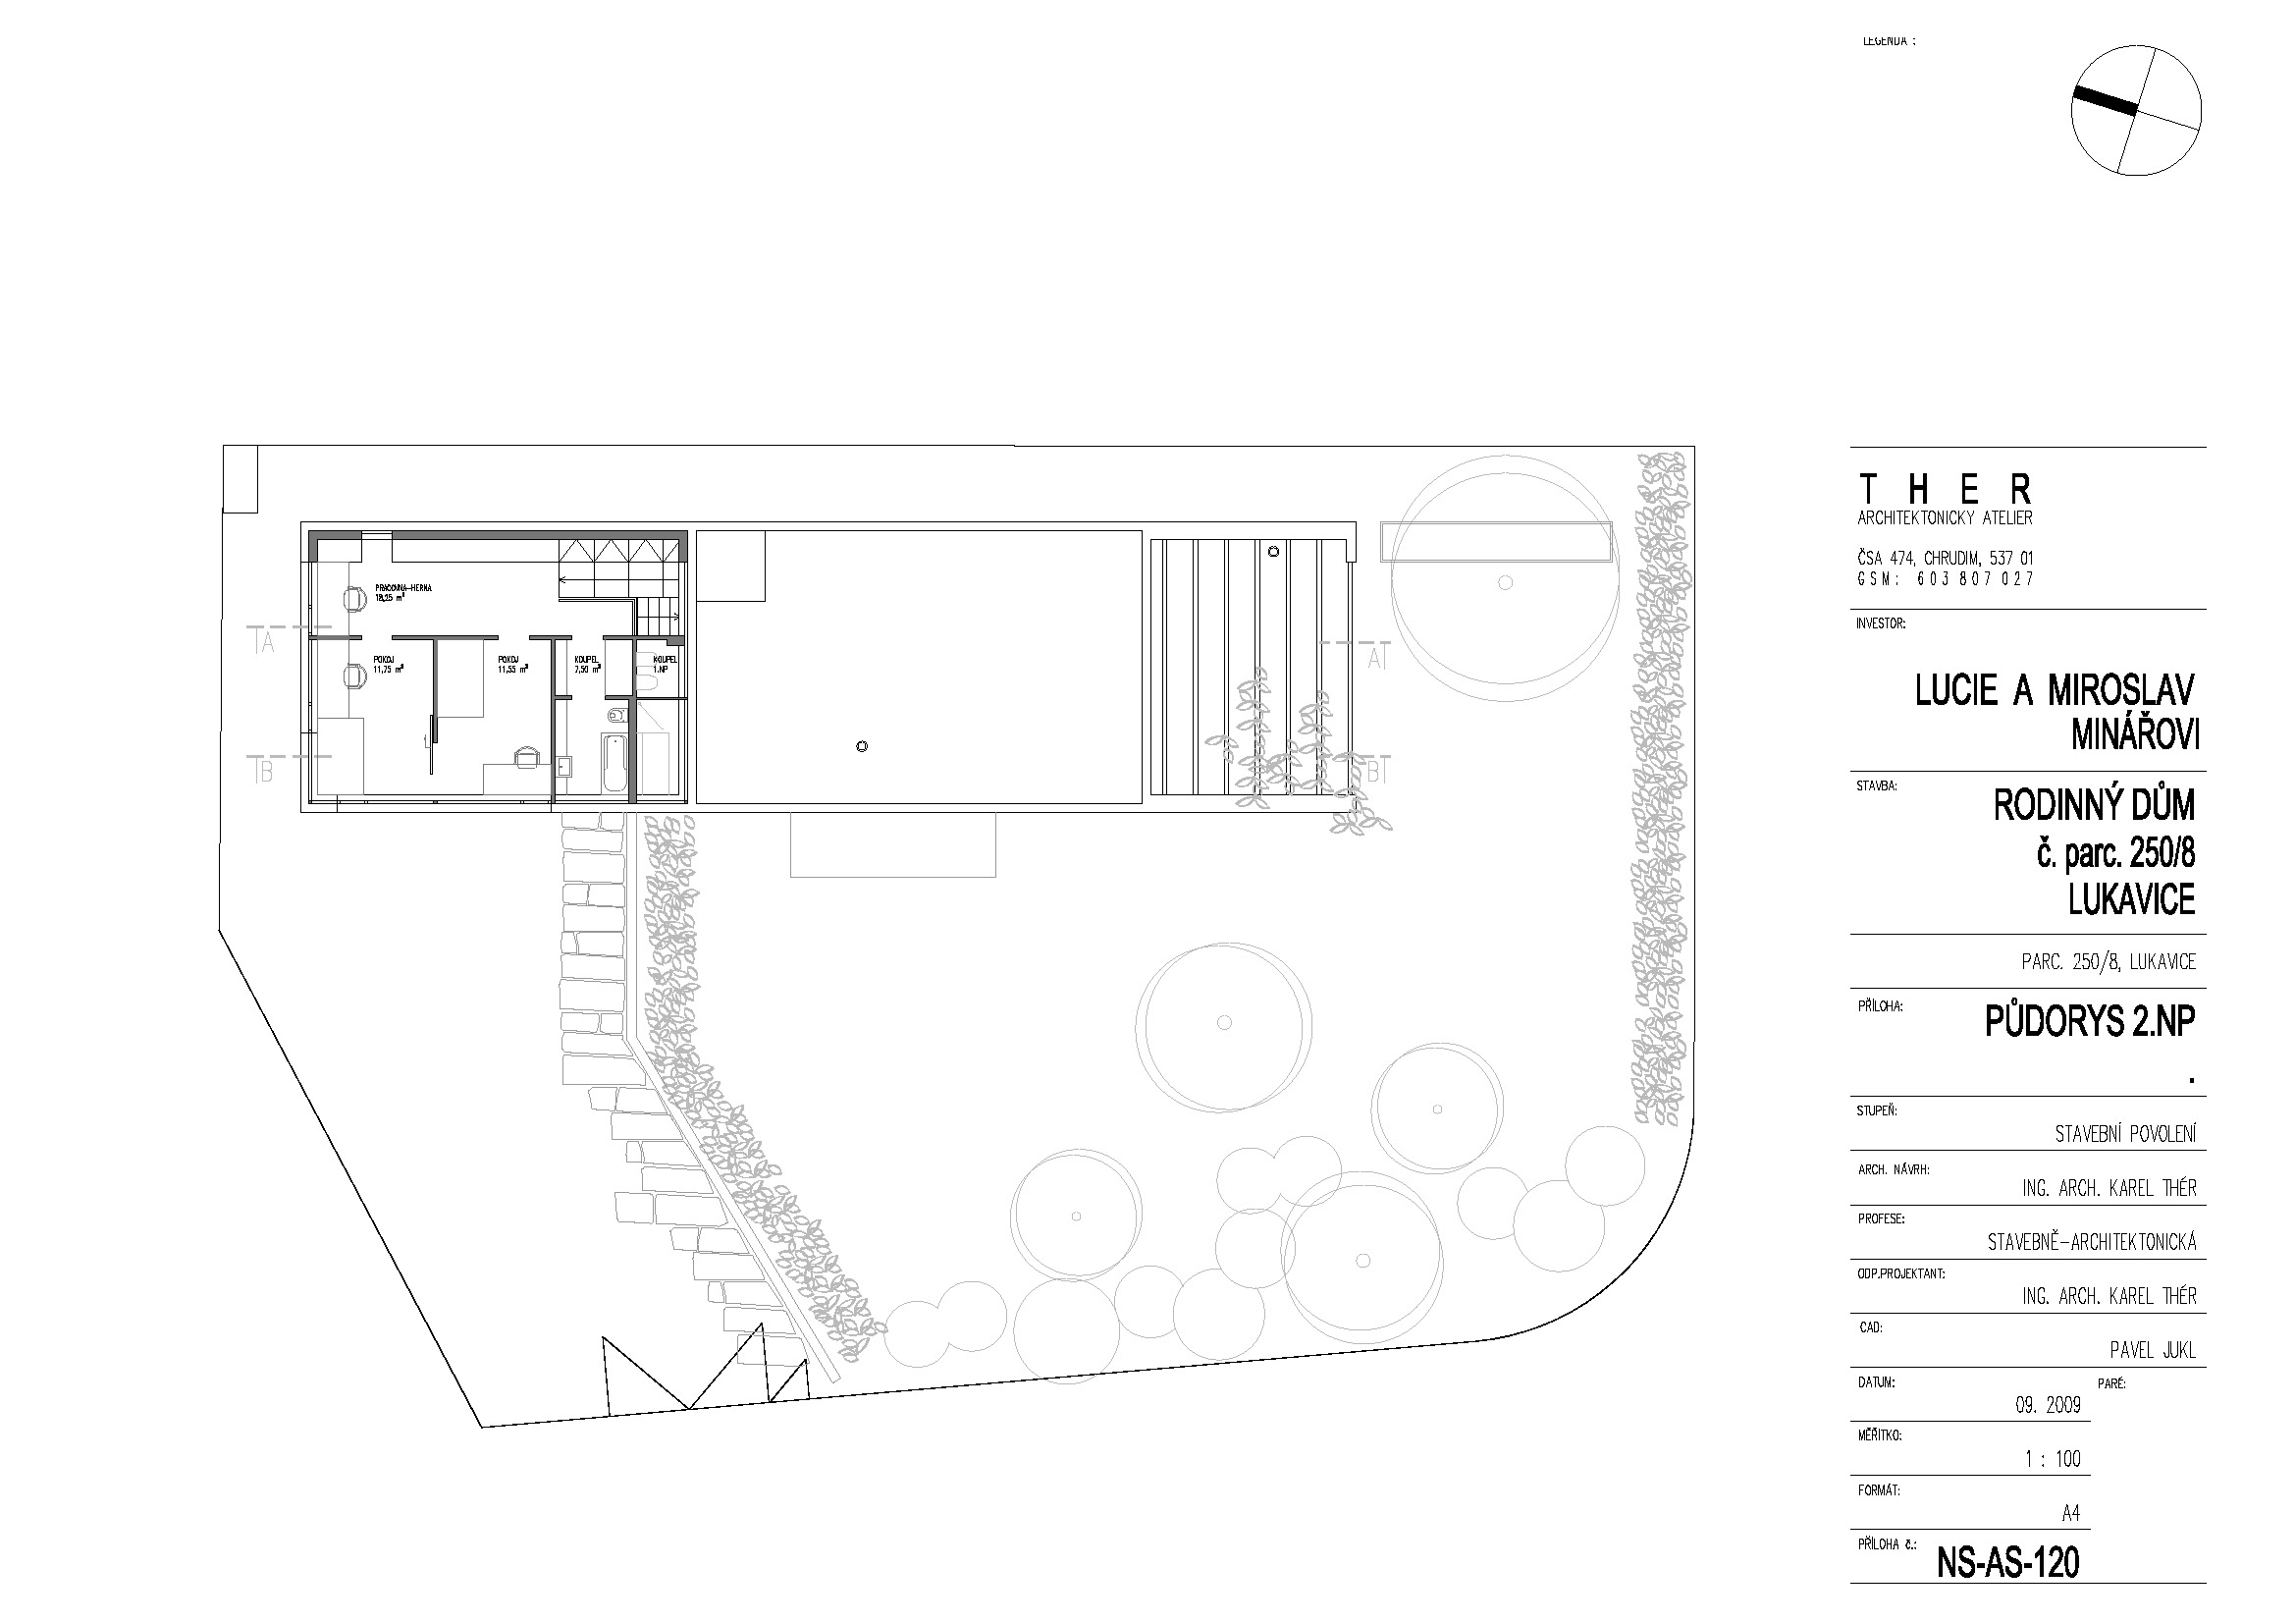 LEGENDA :
T H E R
ARCHITEKTONICKY ATELIER
ČSA 474, CHRUDIM, 537 01
GSM: 603 807 027
INVESTOR:
LUCIE A MIROSLAV
MINÁŘOVI
STAVBA:
RODINNÝ DŮM
č. parc. 250/8
LUKAVICE
PARC. 250/8, LUKAVICE
PŘÍLOHA:
PŮDORYS 2.NP
.
STUPEŇ:
STAVEBNÍ POVOLENÍ
ARCH. NÁVRH:
ING. ARCH. KAREL THÉR
PROFESE:
STAVEBNĚ-ARCHITEKTONICKÁ
ODP.PROJEKTANT:
ING. ARCH. KAREL THÉR
CAD:
PAVEL JUKL
DATUM:
PARÉ:
09. 2009
MĚŘÍTKO:
1 : 100
FORMÁT:
A4
PŘÍLOHA č.:
NS-AS-120
PRACOVNA-HERNA
18,25 m²
A
A
POKOJ
11,75 m²
POKOJ
11,55 m²
KOUPEL
7,50 m²
KOUPEL
1.NP
B
B